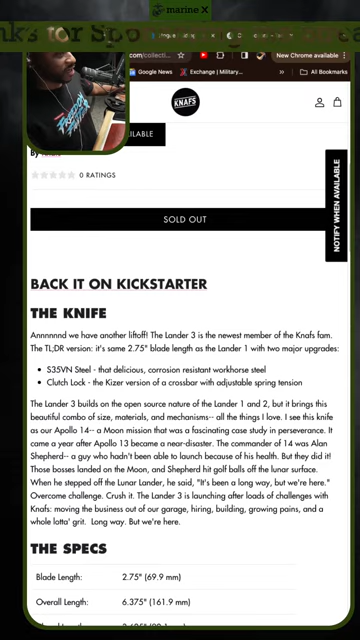 marine X
.com/collecti...
New Chrome available
Google News
Exchange | Military...
»
All Bookmarks
KNAFS
AILABLE
By Knafs
0 RATINGS
NOTIFY WHEN AVAILABLE
SOLD OUT
BACK IT ON KICKSTARTER
THE KNIFE
Annnnnnd we have another liftoff! The Lander 3 is the newest member of the Knafs fam.
The TL;DR version: it's same 2.75" blade length as the Lander 1 with two major upgrades:
• S35VN Steel - that delicious, corrosion resistant workhorse steel
• Clutch Lock - the Kizer version of a crossbar with adjustable spring tension
The Lander 3 builds on the open source nature of the Lander 1 and 2, but it brings this
beautiful combo of size, materials, and mechanisms-- all the things I love. I see this knife
as our Apollo 14-- a Moon mission that was a fascinating case study in perseverance. It
came a year after Apollo 13 became a near-disaster. The commander of 14 was Alan
Shepherd-- a guy who hadn't been able to launch because of his health. But they did it!
Those bosses landed on the Moon, and Shepherd hit golf balls off the lunar surface.
When he stepped off the Lunar Lander, he said, "It's been a long way, but we're here."
Overcome challenge. Crush it. The Lander 3 is launching after loads of challenges with
Knafs: moving the business out of our garage, hiring, building, growing pains, and a
whole lotta' grit. Long way. But we're here.
THE SPECS
Blade Length: 2.75" (69.9 mm)
Overall Length: 6.375" (161.9 mm)